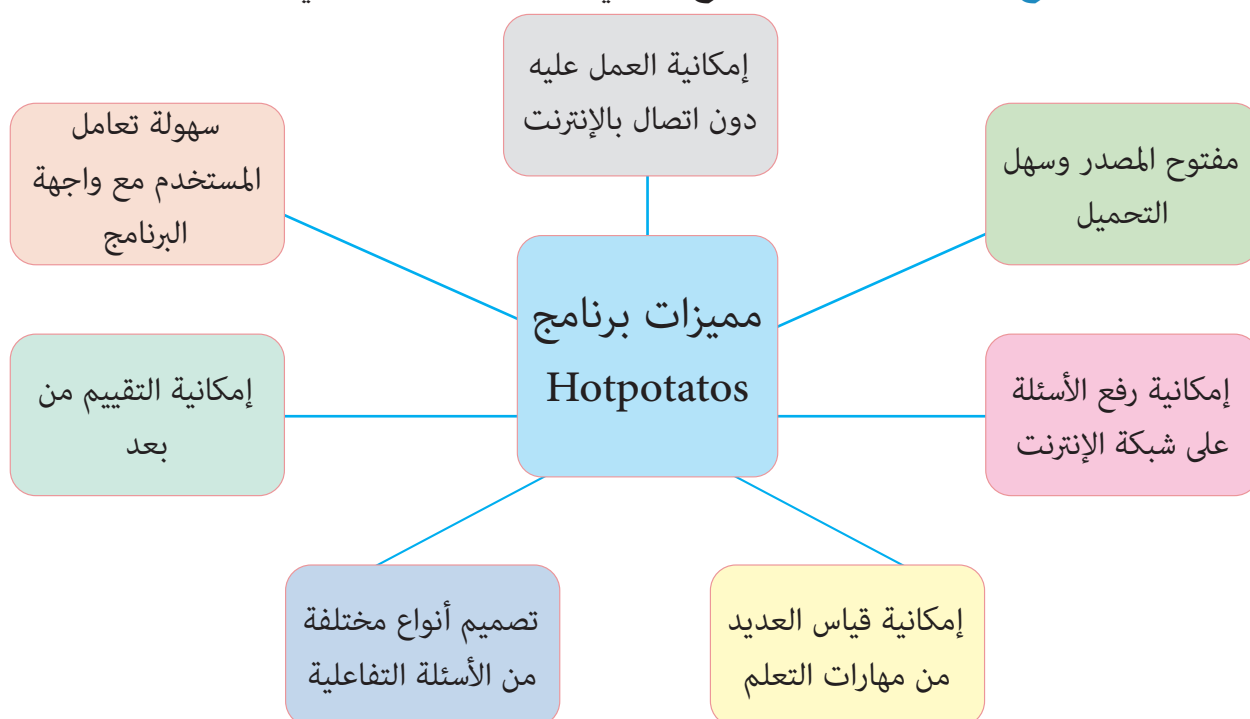 إمكانية العمل عليه
دون اتصال بالإنترنت
مفتوح المصدر وسهل
التحميل
سهولة تعامل
المستخدم مع واجهة
البرنامج
مميزات برنامج
Hotpotatos
إمكانية رفع الأسئلة
على شبكة الإنترنت
إمكانية التقييم من
بعد
إمكانية قياس العديد
من مهارات التعلم
تصميم أنواع مختلفة
من الأسئلة التفاعلية